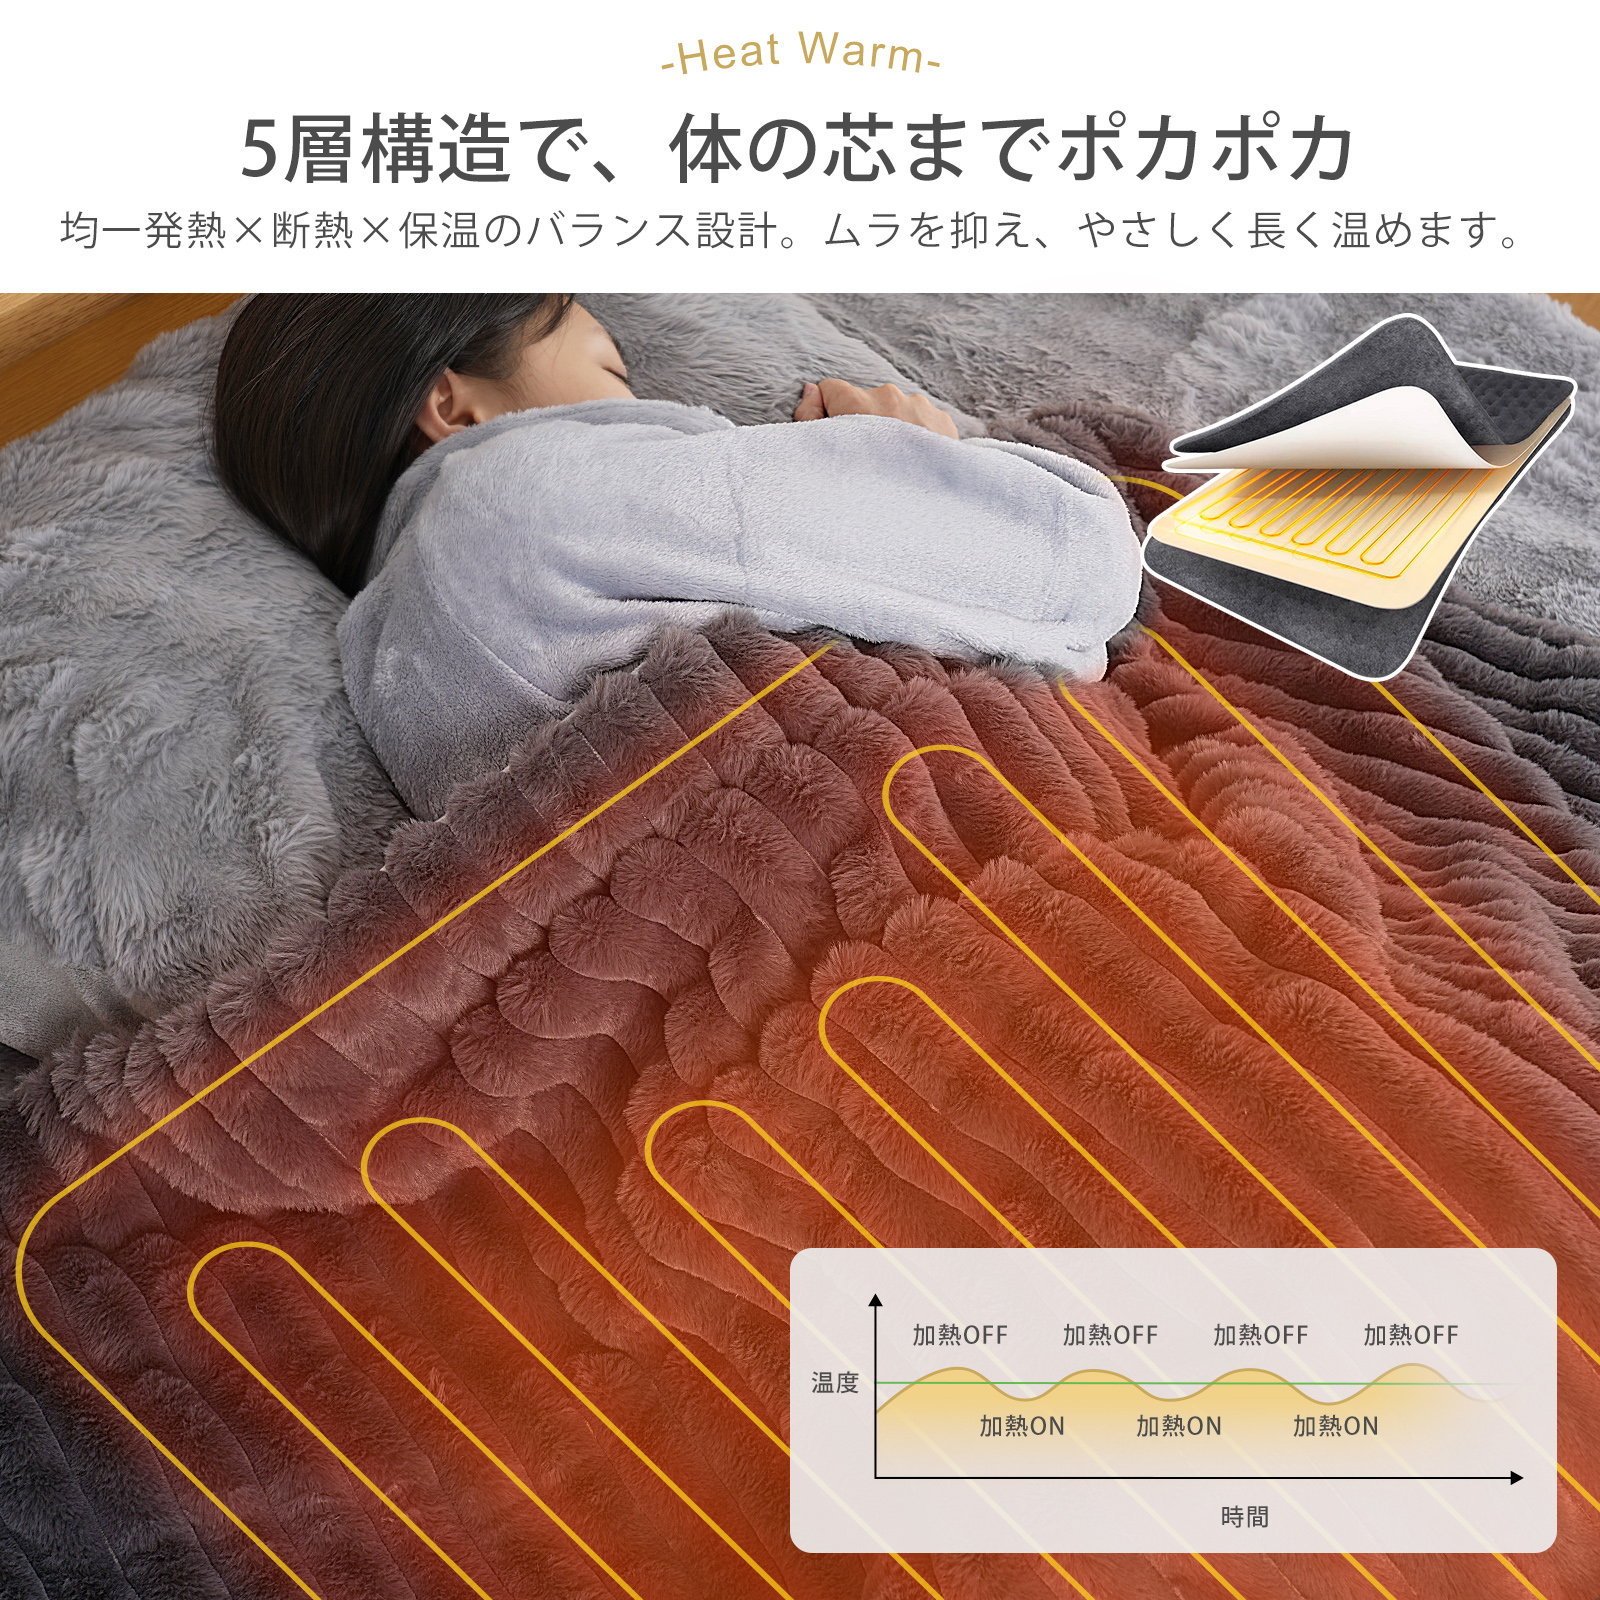 -Heat Warm-
5層構造で、体の芯までポカポカ
均一発熱×断熱×保温のバランス設計。ムラを抑え、やさしく長く温めます。
加熱OFF 加熱OFF 加熱OFF 加熱OFF
温度
加熱ON 加熱ON 加熱ON
時間